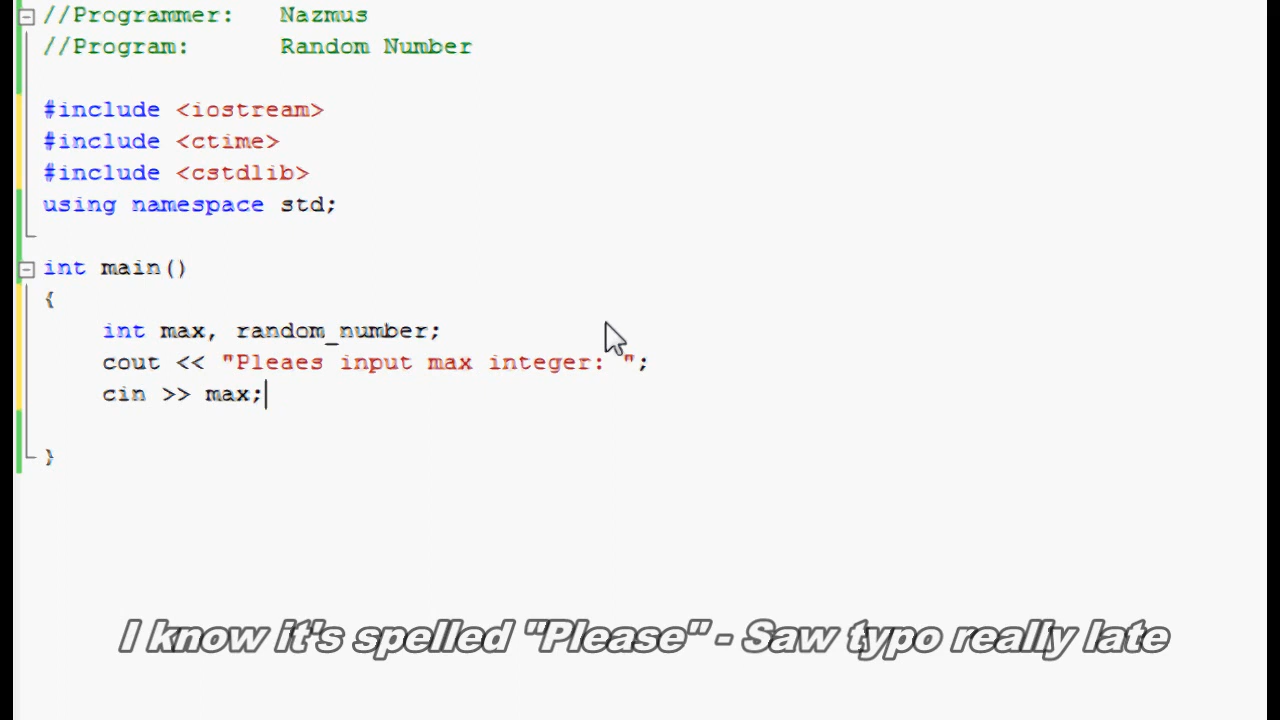 //Programmer:   Nazmus
//Program:      Random Number
#include <iostream>
#include <ctime>
#include <cstdlib>
using namespace std;
int main()
{
    int max, random_number;
    cout << "Pleaes input max integer: ";
    cin >> max;
}
I know it's spelled "Please" - Saw typo really late